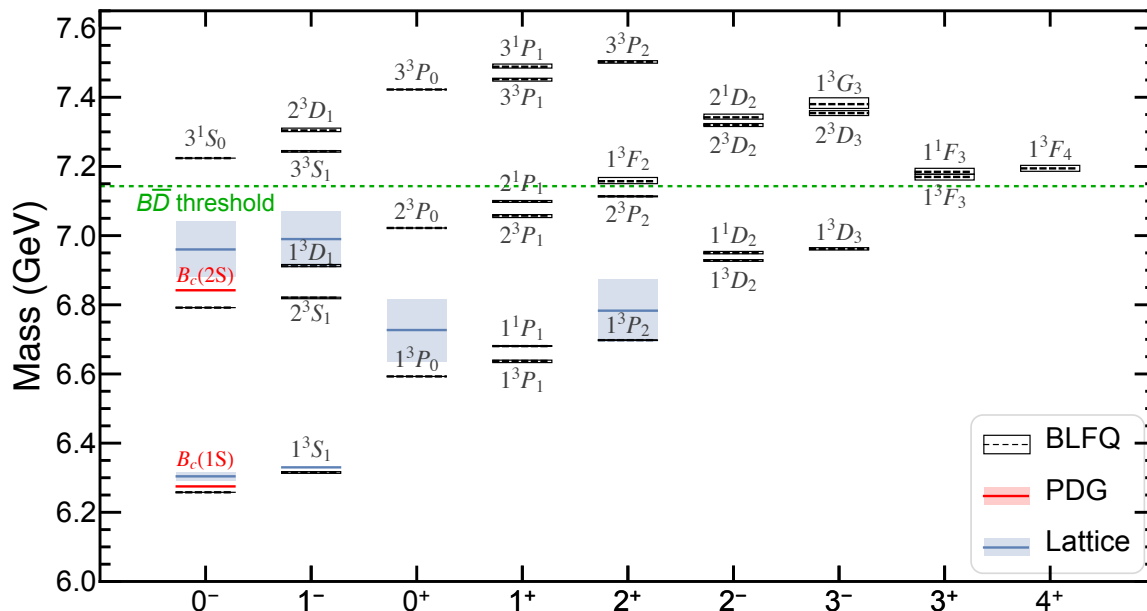 7.6
7.4
7.2
7.0
6.8
6.6
6.4
6.2
6.0
Mass (GeV)
3¹S₀
2³D₁
3³S₁
3³P₀
3¹P₁
3³P₁
3³P₂
2¹D₂
2³D₂
1³G₃
2³D₃
1³F₂
1¹F₃
1³F₃
1³F₄
BD̅ threshold
2³P₀
2¹P₁
2³P₁
2³P₂
B_c(2S)
1³D₁
2³S₁
1¹D₂
1³D₂
1³D₃
1³P₀
1¹P₁
1³P₁
1³P₂
B_c(1S)
1³S₁
BLFQ
PDG
Lattice
0⁻ 1⁻ 0⁺ 1⁺ 2⁺ 2⁻ 3⁻ 3⁺ 4⁺